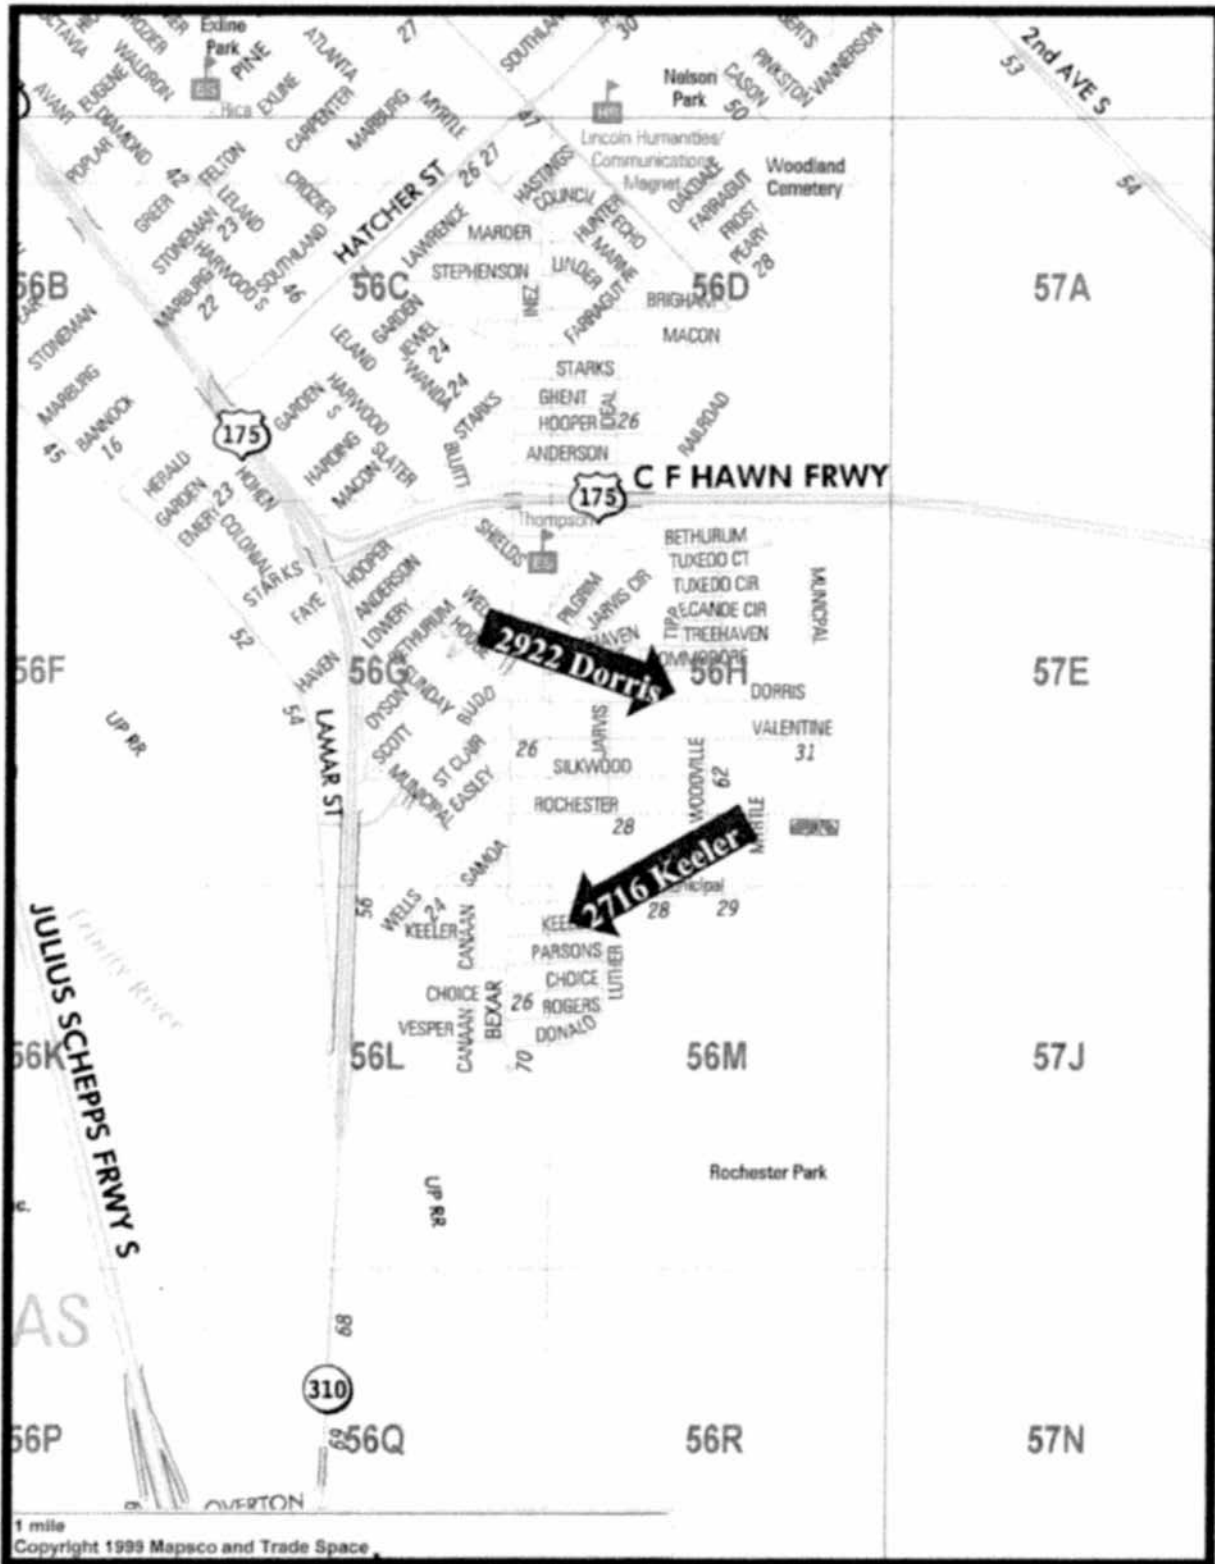 CROZIER
Exline
Park
PINE
ATLANTA
27
SOUTHLAN
30
PINKSTON
VANNERSON
CASON
50
Nelson
Park
2nd AVE S
53
54
WALDRON
EUGENE
AVANT
DIAMOND
POPLAR
EXLINE
CARPENTER
MARBURG
MYRTLE
47
Lincoln Humanities/
Communications
Magnet
Woodland
Cemetery
42
FELTON
LELAND
23
GREER
STONEMAN
HARWOOD S
SOUTHLAND
46
CROZIER
HATCHER ST
26 27
HASTINGS
COUNCIL
HUNTER
ECHO
OAKDALE
FARRAGUT
FROST
PEARY
28
LAWRENCE
MARDER
STEPHENSON
LINDER
MARNE
INEZ
FARRAGUT
BRIGHAM
MACON
56B
56C
56D
57A
MARBURG
22
STONEMAN
MARBURG
BANNOCK
16
45
GARDEN
JEWEL
24
WANDA
24
LELAND
HARWOOD
S
GARDEN
STARKS
GHENT
HOOPER
DEAL
26
ANDERSON
RAILROAD
STARKS
BLUITT
SLATER
HARDING
MACON
175
HERALD
GARDEN
EMERY
23
HOHEN
COLONIAL
STARKS
FAYE
52
175
C F HAWN FRWY
Thompson
ES
SHIELDS
BETHURUM
TUXEDO CT
TUXEDO CIR
TREEHAVEN
MUNICIPAL
HOOPER
ANDERSON
LOWERY
BETHURUM
PILGRIM
JARVIS CIR
HAVEN
2922 Dorris
56F
56G
56H
57E
DORRIS
VALENTINE
31
HAVEN
54
LAMAR ST
UP RR
DYSON
SUNDAY
BUDD
SCOTT
MUNICIPAL
ST CLAIR
EASLEY
26
JARVIS
SILKWOOD
WOODVILLE
62
ROCHESTER
28
MYRTLE
2716 Keeler
28
29
SAMOA
56
WELLS
24
KEELER
CANAAN
PARSONS
CHOICE
LUTHER
CHOICE
BEXAR
26
ROGERS
VESPER
CANAAN
DONALD
70
JULIUS SCHEPPS FRWY S
Trinity River
56K
56L
56M
57J
Rochester Park
UP RR
AS
68
310
69
56P
56Q
56R
57N
OVERTON
1 mile
Copyright 1999 Mapsco and Trade Space